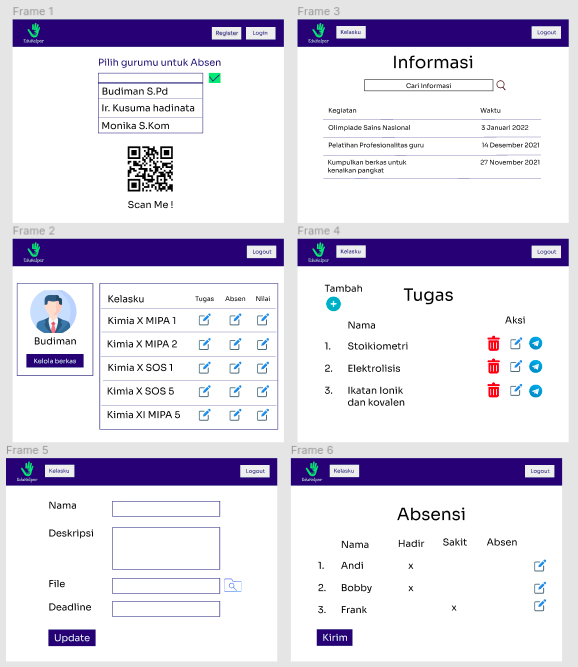 Frame 1
EduHelper
Register
Login
Pilih gurumu untuk Absen
Budiman S.Pd
Ir. Kusuma hadinata
Monika S.Kom
Scan Me !
Frame 3
EduHelper
Kelasku
Logout
Informasi
Cari Informasi
Kegiatan Waktu
Olimpiade Sains Nasional 3 Januari 2022
Pelatihan Profesionalitas guru 14 Desember 2021
Kumpulkan berkas untuk 27 November 2021
kenaikan pangkat
Frame 2
EduHelper
Logout
Budiman
Kelola berkas
Kelasku Tugas Absen Nilai
Kimia X MIPA 1
Kimia X MIPA 2
Kimia X SOS 1
Kimia X SOS 5
Kimia XI MIPA 5
Frame 4
EduHelper
Kelasku
Logout
Tambah
Tugas
Nama Aksi
1. Stoikiometri
2. Elektrolisis
3. Ikatan Ionik
dan kovalen
Frame 5
EduHelper
Kelasku
Logout
Nama
Deskripsi
File
Deadline
Update
Frame 6
EduHelper
Kelasku
Logout
Absensi
Nama Hadir Sakit Absen
1. Andi x
2. Bobby x
3. Frank x
Kirim